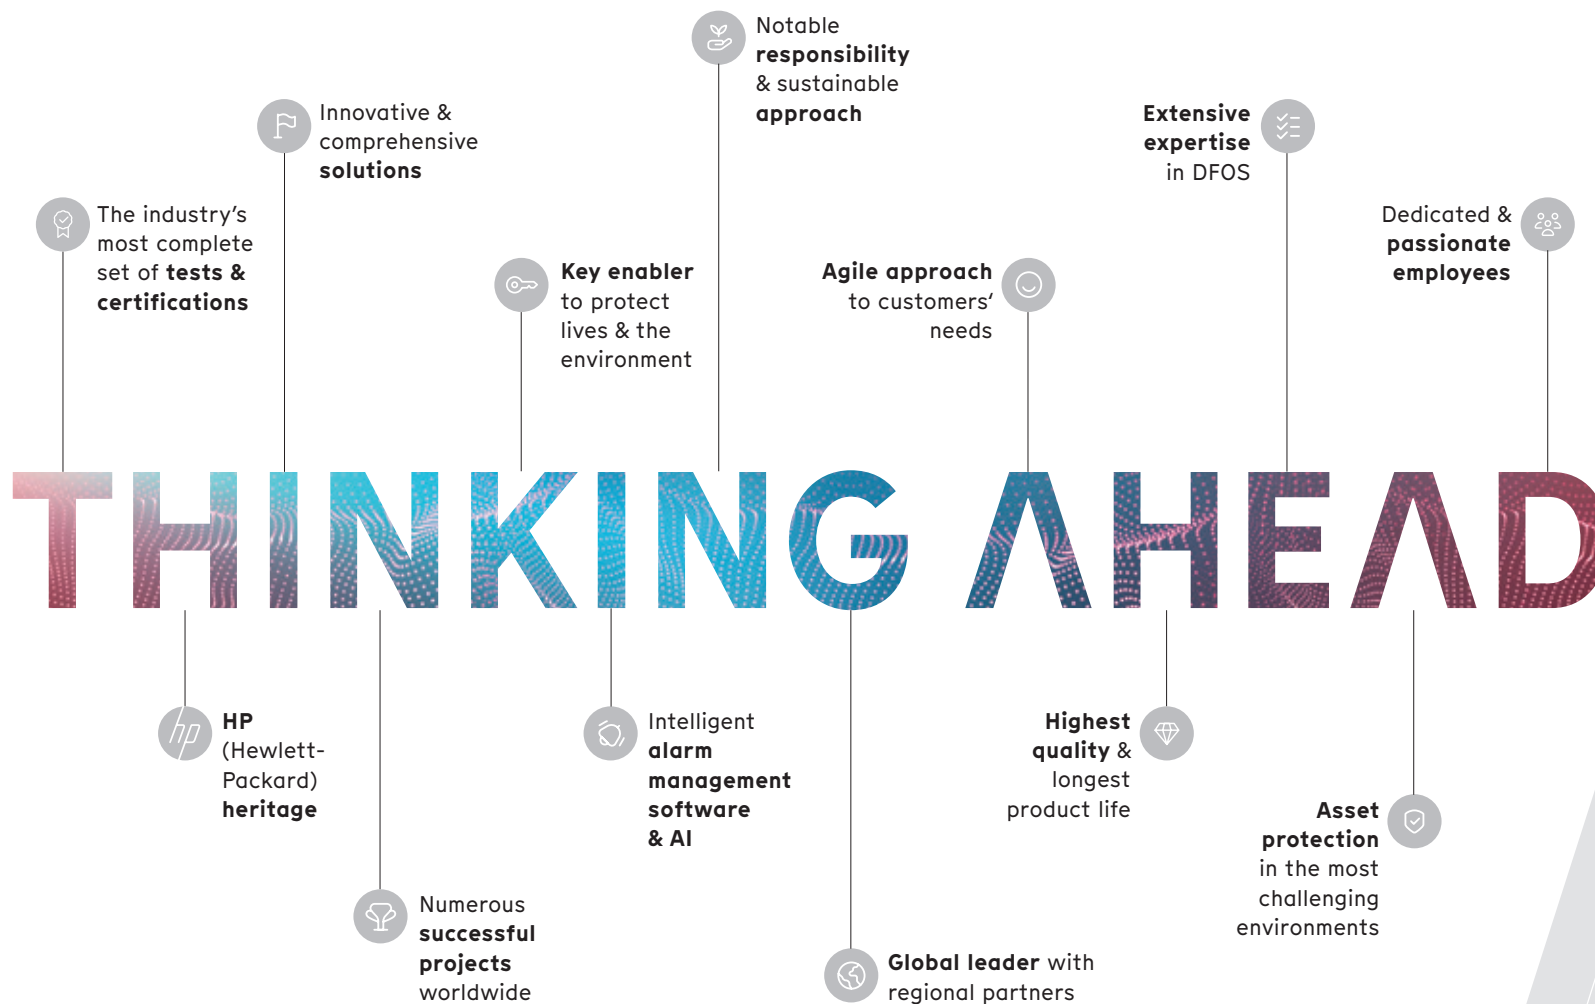 Notable
responsibility
& sustainable
approach
Innovative &
comprehensive
solutions
Extensive
expertise
in DFOS
The industry's
most complete
set of tests &
certifications
Dedicated &
passionate
employees
Key enabler
to protect
lives & the
environment
Agile approach
to customers‘
needs
THINKING AHEAD
hp
HP
(Hewlett-
Packard)
heritage
Intelligent
alarm
management
software
& AI
Highest
quality &
longest
product life
Asset
protection
in the most
challenging
environments
Numerous
successful
projects
worldwide
Global leader with
regional partners